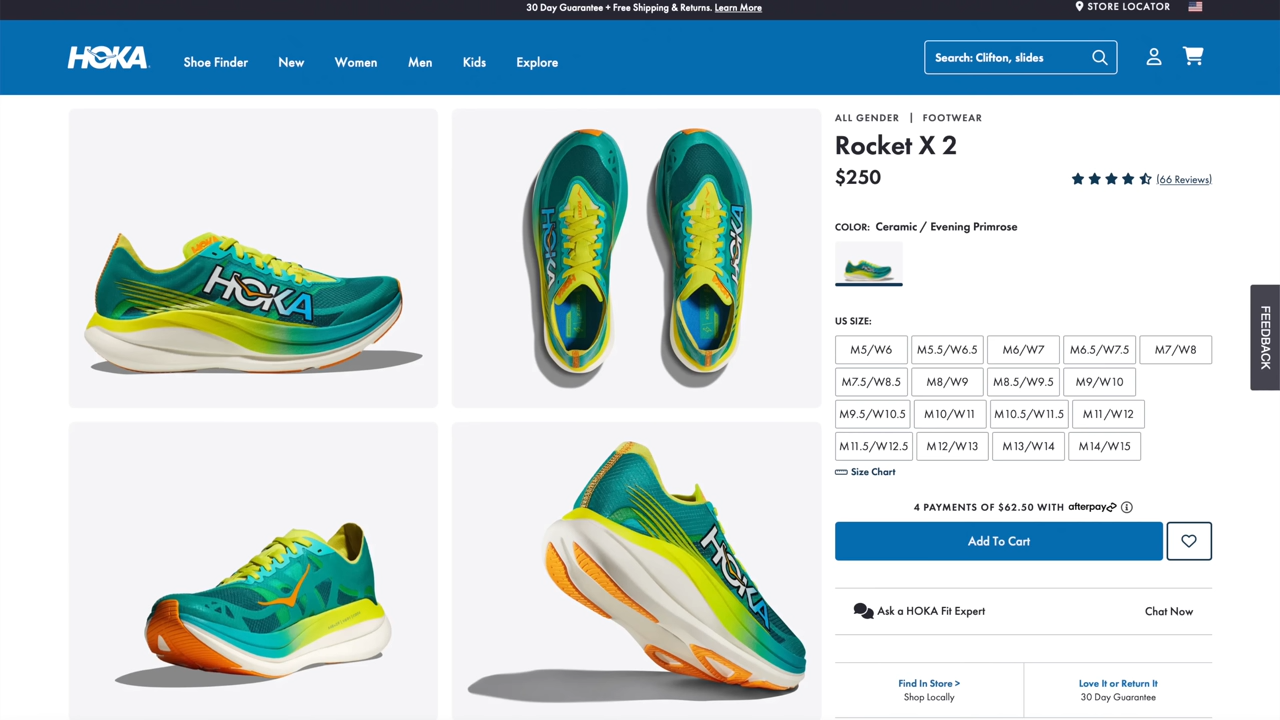 30 Day Guarantee + Free Shipping & Returns. Learn More
STORE LOCATOR
HOKA
Shoe Finder
New
Women
Men
Kids
Explore
Search: Clifton, slides
ALL GENDER | FOOTWEAR
Rocket X 2
$250
(66 Reviews)
COLOR: Ceramic / Evening Primrose
US SIZE:
M5/W6
M5.5/W6.5
M6/W7
M6.5/W7.5
M7/W8
M7.5/W8.5
M8/W9
M8.5/W9.5
M9/W10
M9.5/W10.5
M10/W11
M10.5/W11.5
M11/W12
M11.5/W12.5
M12/W13
M13/W14
M14/W15
Size Chart
4 PAYMENTS OF $62.50 WITH afterpay
Add To Cart
Ask a HOKA Fit Expert
Chat Now
Find In Store >
Shop Locally
Love It or Return It
30 Day Guarantee
FEEDBACK
HOKA
HOKA
HOKA
HOKA